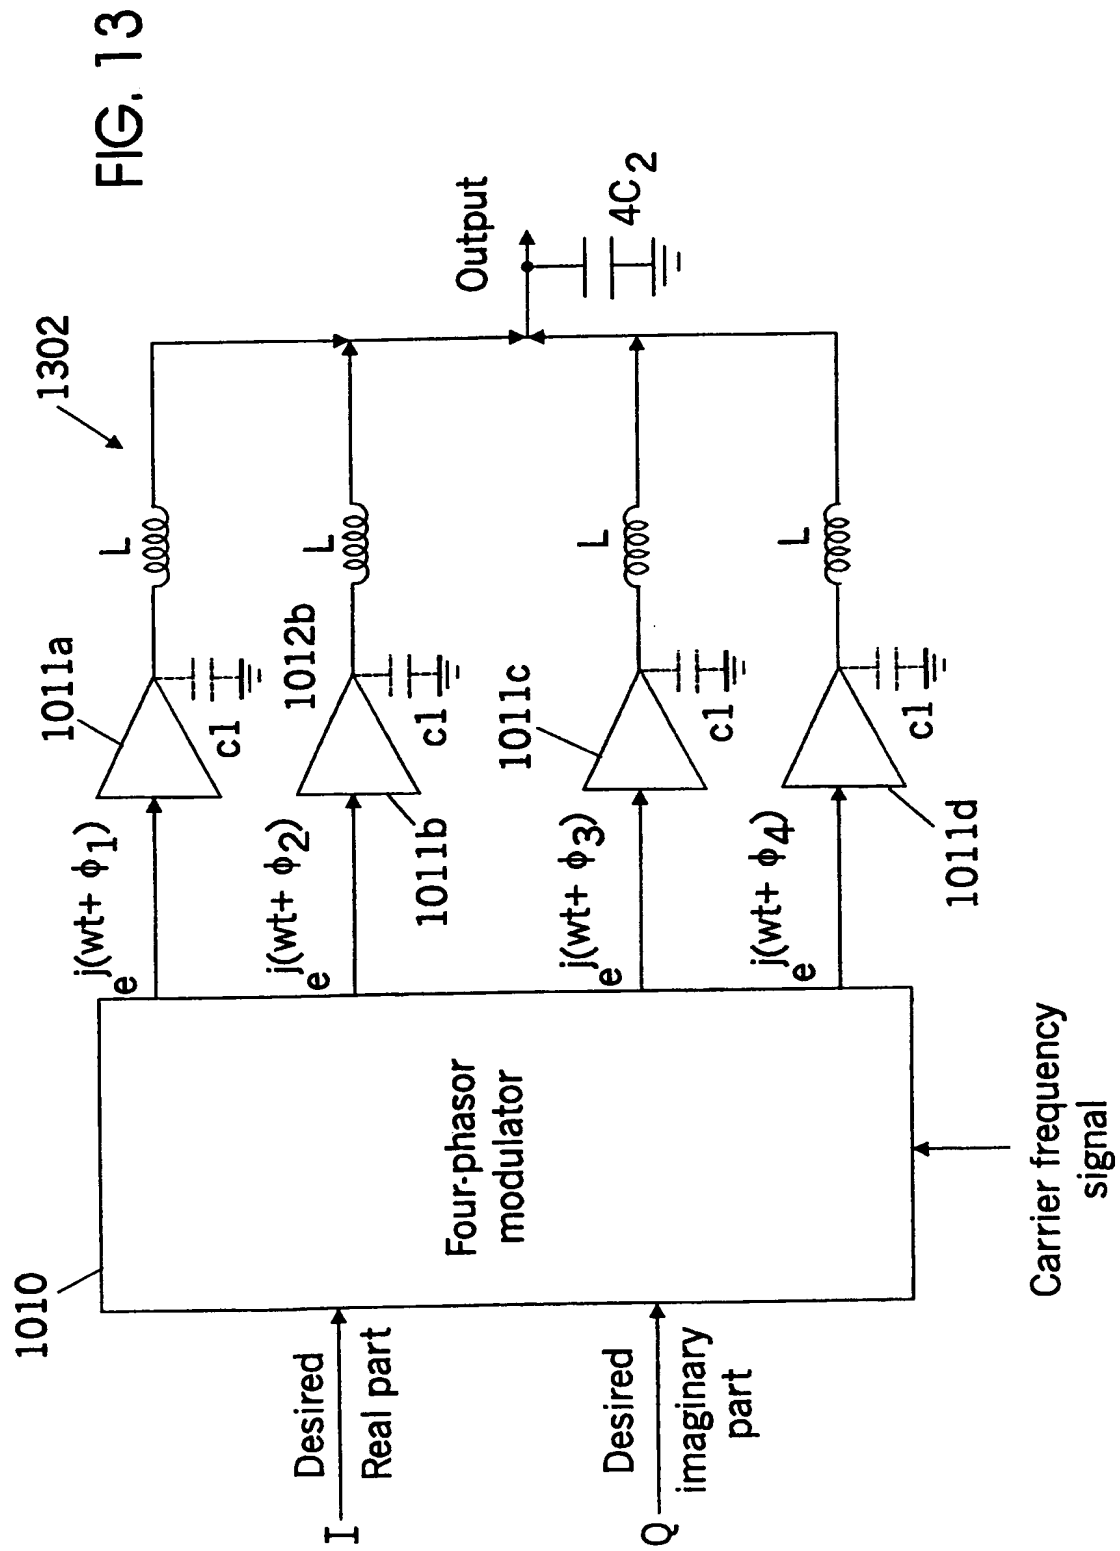 FIG. 13
1302
1010
I
Desired
Real part
Q
Desired
imaginary
part
Four-phasor
modulator
Carrier frequency
signal
e j(wt+ ϕ1)
1011a
c1
L
e j(wt+ ϕ2)
1011b
1012b
c1
L
e j(wt+ ϕ3)
1011c
c1
L
e j(wt+ ϕ4)
1011d
c1
L
Output
4C2